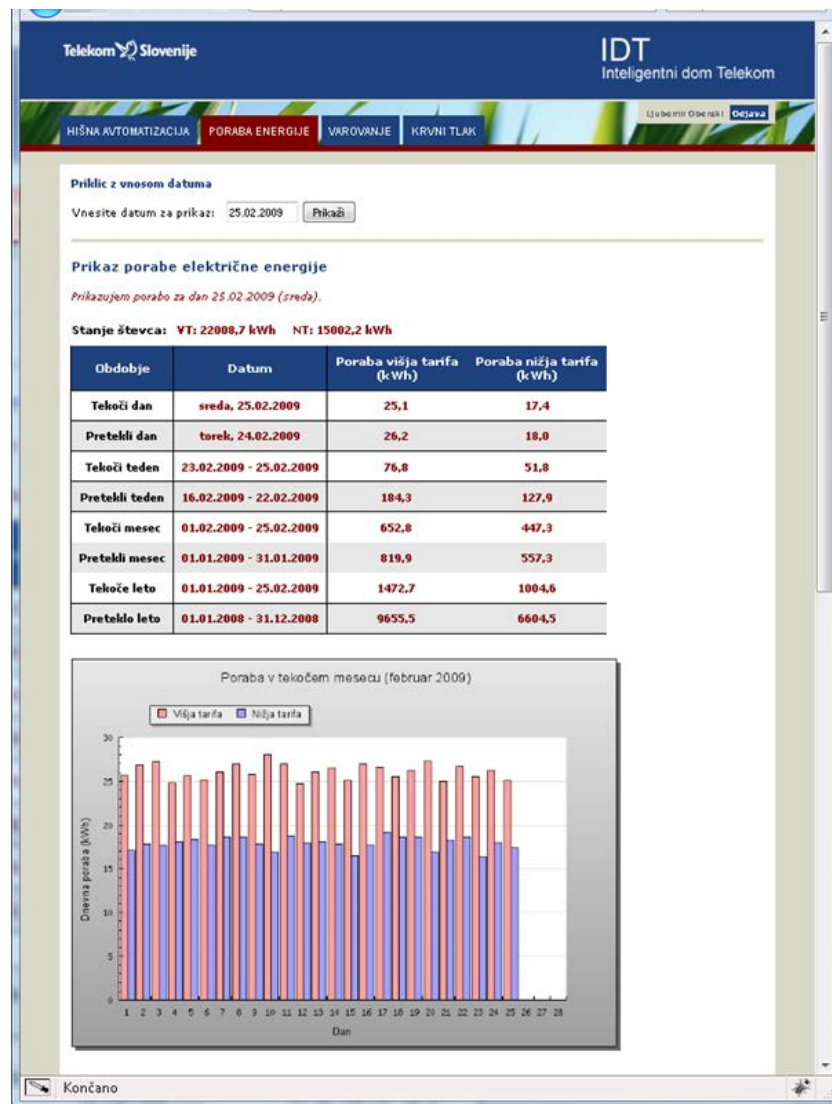 Telekom Slovenije
IDT
Inteligentni dom Telekom
Ljubomir Oberski Odjava
HIŠNA AVTOMATIZACIJA PORABA ENERGIJE VAROVANJE KRVNI TLAK
Priklic z vnosom datuma
Vnesite datum za prikaz: 25.02.2009 Prikaži
Prikaz porabe električne energije
Prikazujem porabo za dan 25.02.2009 (sreda).
Stanje števca: VT: 22008,7 kWh NT: 15002,2 kWh
Obdobje Datum Poraba višja tarifa (kWh) Poraba nižja tarifa (kWh)
Tekoči dan sreda, 25.02.2009 25,1 17,4
Pretekli dan torek, 24.02.2009 26,2 18,0
Tekoči teden 23.02.2009 - 25.02.2009 76,8 51,8
Pretekli teden 16.02.2009 - 22.02.2009 184,3 127,9
Tekoči mesec 01.02.2009 - 25.02.2009 652,8 447,3
Pretekli mesec 01.01.2009 - 31.01.2009 819,9 557,3
Tekoče leto 01.01.2009 - 25.02.2009 1472,7 1004,6
Preteklo leto 01.01.2008 - 31.12.2008 9655,5 6604,5
Poraba v tekočem mesecu (februar 2009)
Višja tarifa Nižja tarifa
Dnevna poraba (kWh)
30
25
20
15
10
5
0
1 2 3 4 5 6 7 8 9 10 11 12 13 14 15 16 17 18 19 20 21 22 23 24 25 26 27 28
Dan
Končano